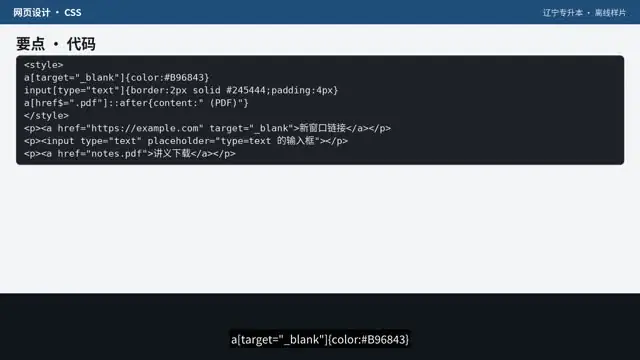 网页设计 · CSS
辽宁专升本 · 离线样片
要点 · 代码
<style>
a[target="_blank"]{color:#B96843}
input[type="text"]{border:2px solid #245444;padding:4px}
a[href$=".pdf"]::after{content:" (PDF)"}
</style>
<p><a href="https://example.com" target="_blank">新窗口链接</a></p>
<p><input type="text" placeholder="type=text 的输入框"></p>
<p><a href="notes.pdf">讲义下载</a></p>
a[target="_blank"]{color:#B96843}